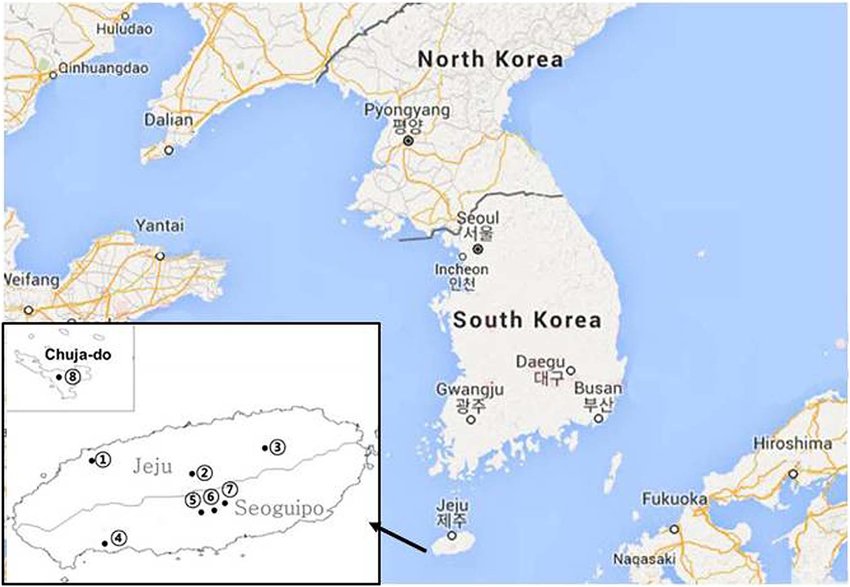 Huludao
Qinhuangdao
North Korea
Pyongyang
평양
Dalian
Yantai
Seoul
서울
Weifang
Incheon
인천
South Korea
Chuja-do
⑧
Daegu
대구
Gwangju
광주
Busan
부산
①
Jeju
②
③
⑤ ⑥ ⑦
Seoguipo
④
Hiroshima
Jeju
제주
Fukuoka
Nagasaki